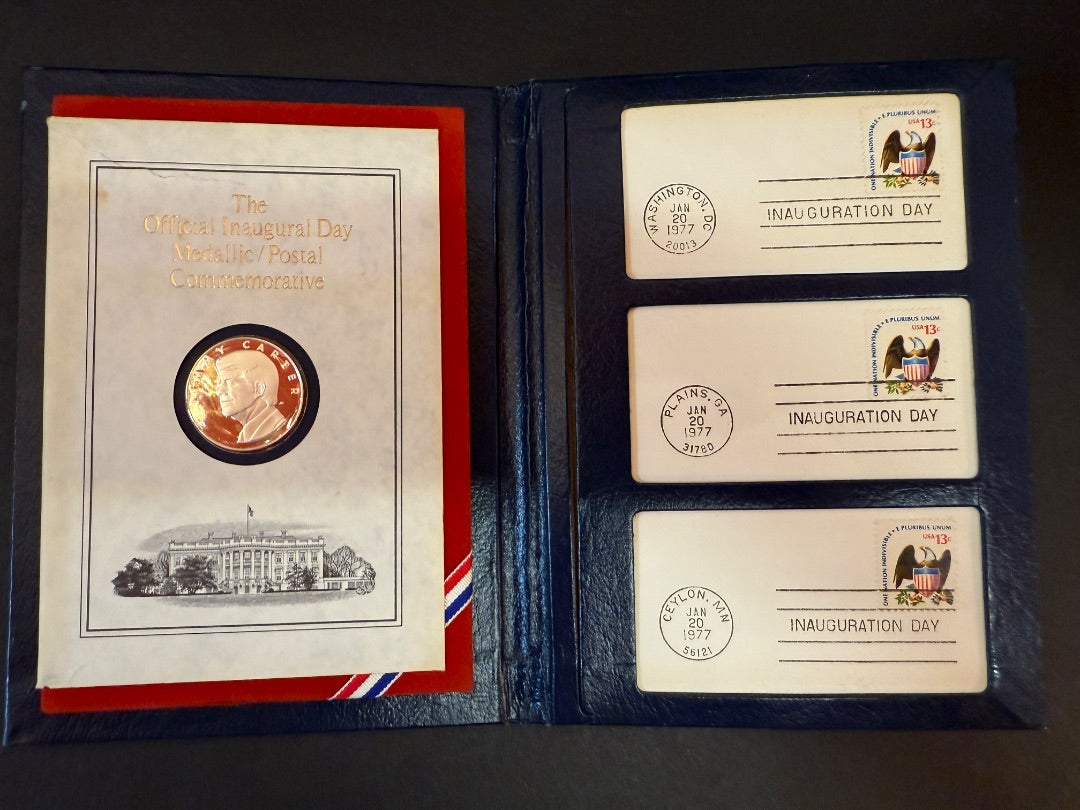 The
Official Inaugural Day
Medallic/Postal
Commemorative
CARTER
ONE NATION INDIVISIBLE • E PLURIBUS UNUM
USA 13c
WASHINGTON, DC
JAN
20
1977
20013
INAUGURATION DAY
ONE NATION INDIVISIBLE • E PLURIBUS UNUM
USA 13c
PLAINS, GA
JAN
20
1977
31780
INAUGURATION DAY
ONE NATION INDIVISIBLE • E PLURIBUS UNUM
USA 13c
CEYLON, MN
JAN
20
1977
56121
INAUGURATION DAY